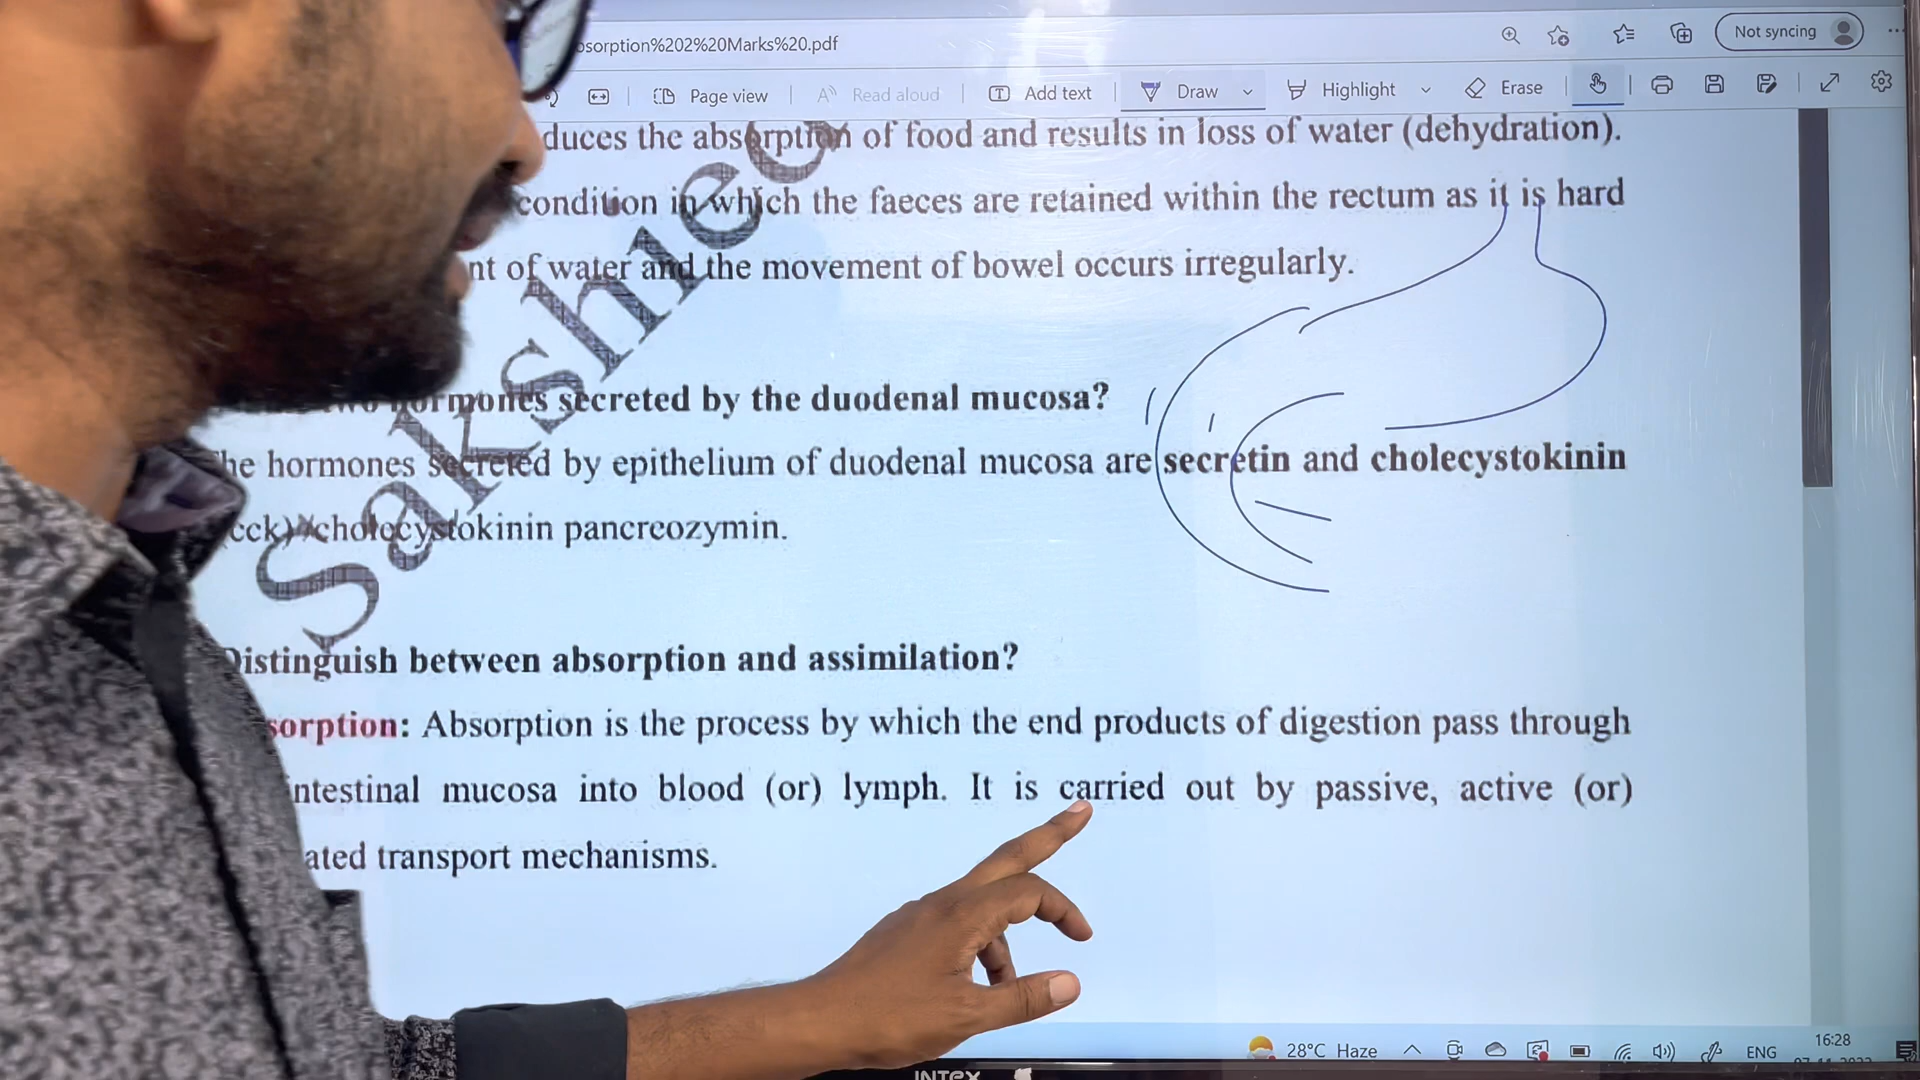 sorption%202%20Marks%20.pdf
Not syncing
Page view
Read aloud
Add text
Draw
Highlight
Erase
duces the absorption of food and results in loss of water (dehydration).
condition in which the faeces are retained within the rectum as it is hard
nt of water and the movement of bowel occurs irregularly.
hormones secreted by the duodenal mucosa?
he hormones secreted by epithelium of duodenal mucosa are secretin and cholecystokinin
cck)/cholecystokinin pancreozymin.
Distinguish between absorption and assimilation?
sorption: Absorption is the process by which the end products of digestion pass through
ntestinal mucosa into blood (or) lymph. It is carried out by passive, active (or)
ated transport mechanisms.
Sakshi
28°C Haze
ENG
16:28
INTEX